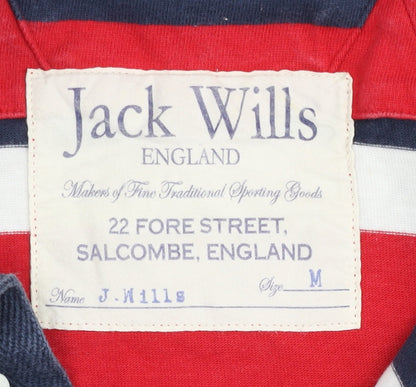 Jack Wills
ENGLAND
Makers of Fine Traditional Sporting Goods
22 FORE STREET,
SALCOMBE, ENGLAND
Name J. Wills Size M